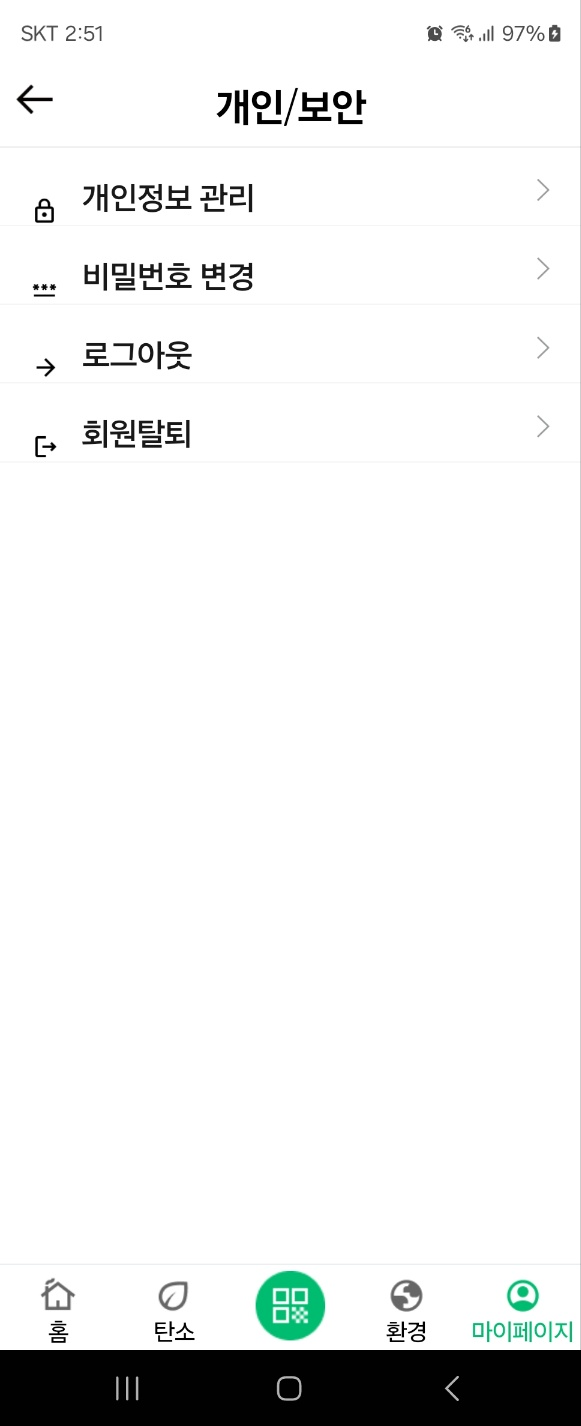 SKT 2:51 97%
개인/보안
개인정보 관리
비밀번호 변경
로그아웃
회원탈퇴
홈 탄소 환경 마이페이지